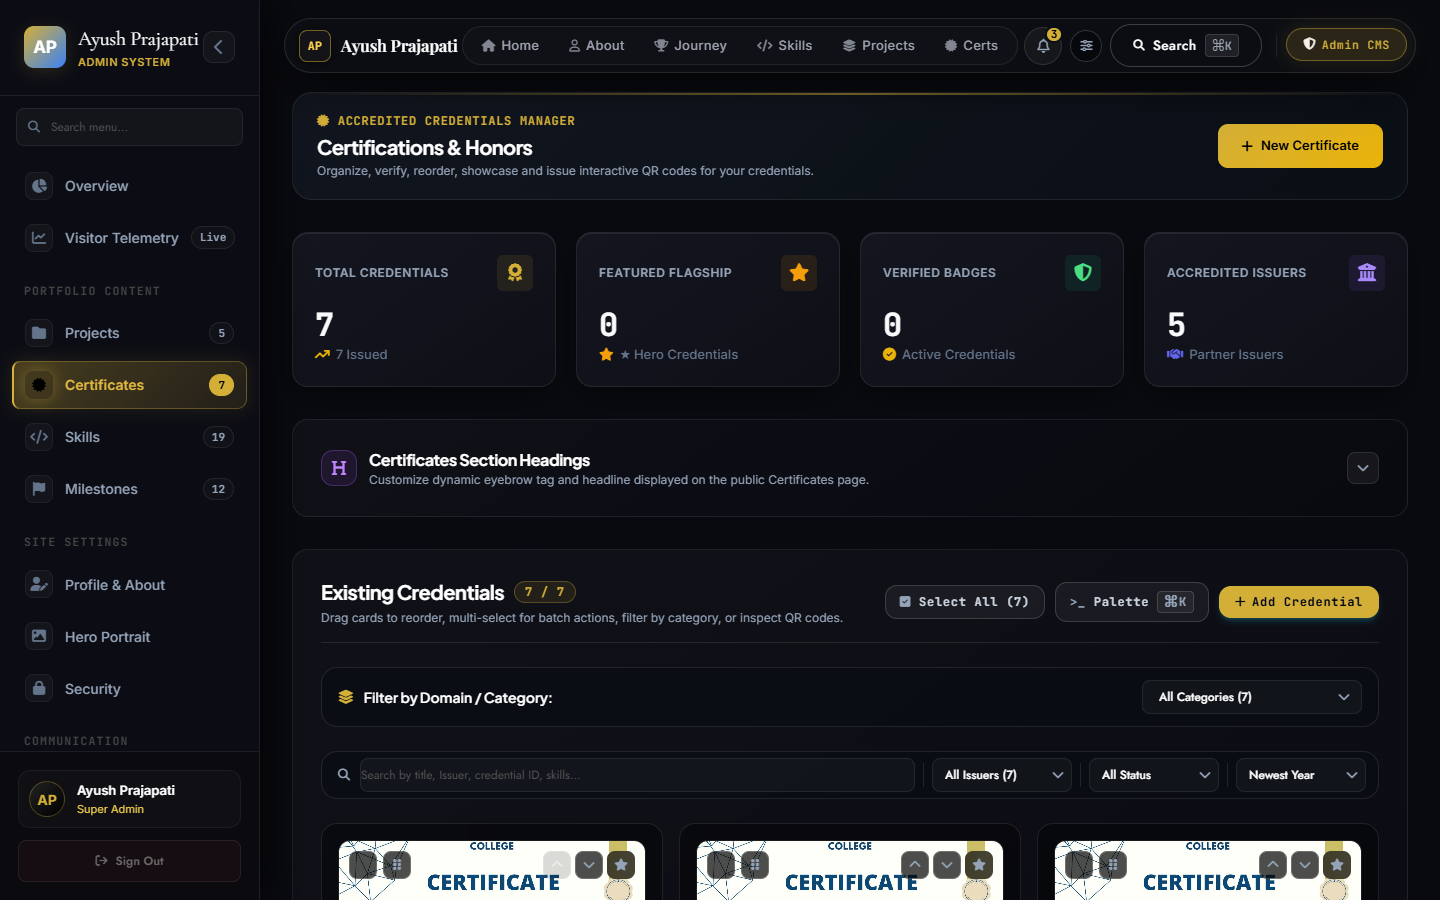 AP
Ayush Prajapati
ADMIN SYSTEM
Search menu...
Overview
Visitor Telemetry
Live
PORTFOLIO CONTENT
Projects
5
Certificates
7
Skills
19
Milestones
12
SITE SETTINGS
Profile & About
Hero Portrait
Security
COMMUNICATION
AP
Ayush Prajapati
Super Admin
Sign Out
AP
Ayush Prajapati
Home
About
Journey
Skills
Projects
Certs
3
Search
⌘K
Admin CMS
ACCREDITED CREDENTIALS MANAGER
Certifications & Honors
Organize, verify, reorder, showcase and issue interactive QR codes for your credentials.
+ New Certificate
TOTAL CREDENTIALS
7
7 Issued
FEATURED FLAGSHIP
0
★ Hero Credentials
VERIFIED BADGES
0
Active Credentials
ACCREDITED ISSUERS
5
Partner Issuers
H
Certificates Section Headings
Customize dynamic eyebrow tag and headline displayed on the public Certificates page.
Existing Credentials
7 / 7
Drag cards to reorder, multi-select for batch actions, filter by category, or inspect QR codes.
Select All (7)
>_ Palette
⌘K
+ Add Credential
Filter by Domain / Category:
All Categories (7)
Search by title, Issuer, credential ID, skills...
All Issuers (7)
All Status
Newest Year
COLLEGE
CERTIFICATE
COLLEGE
CERTIFICATE
COLLEGE
CERTIFICATE